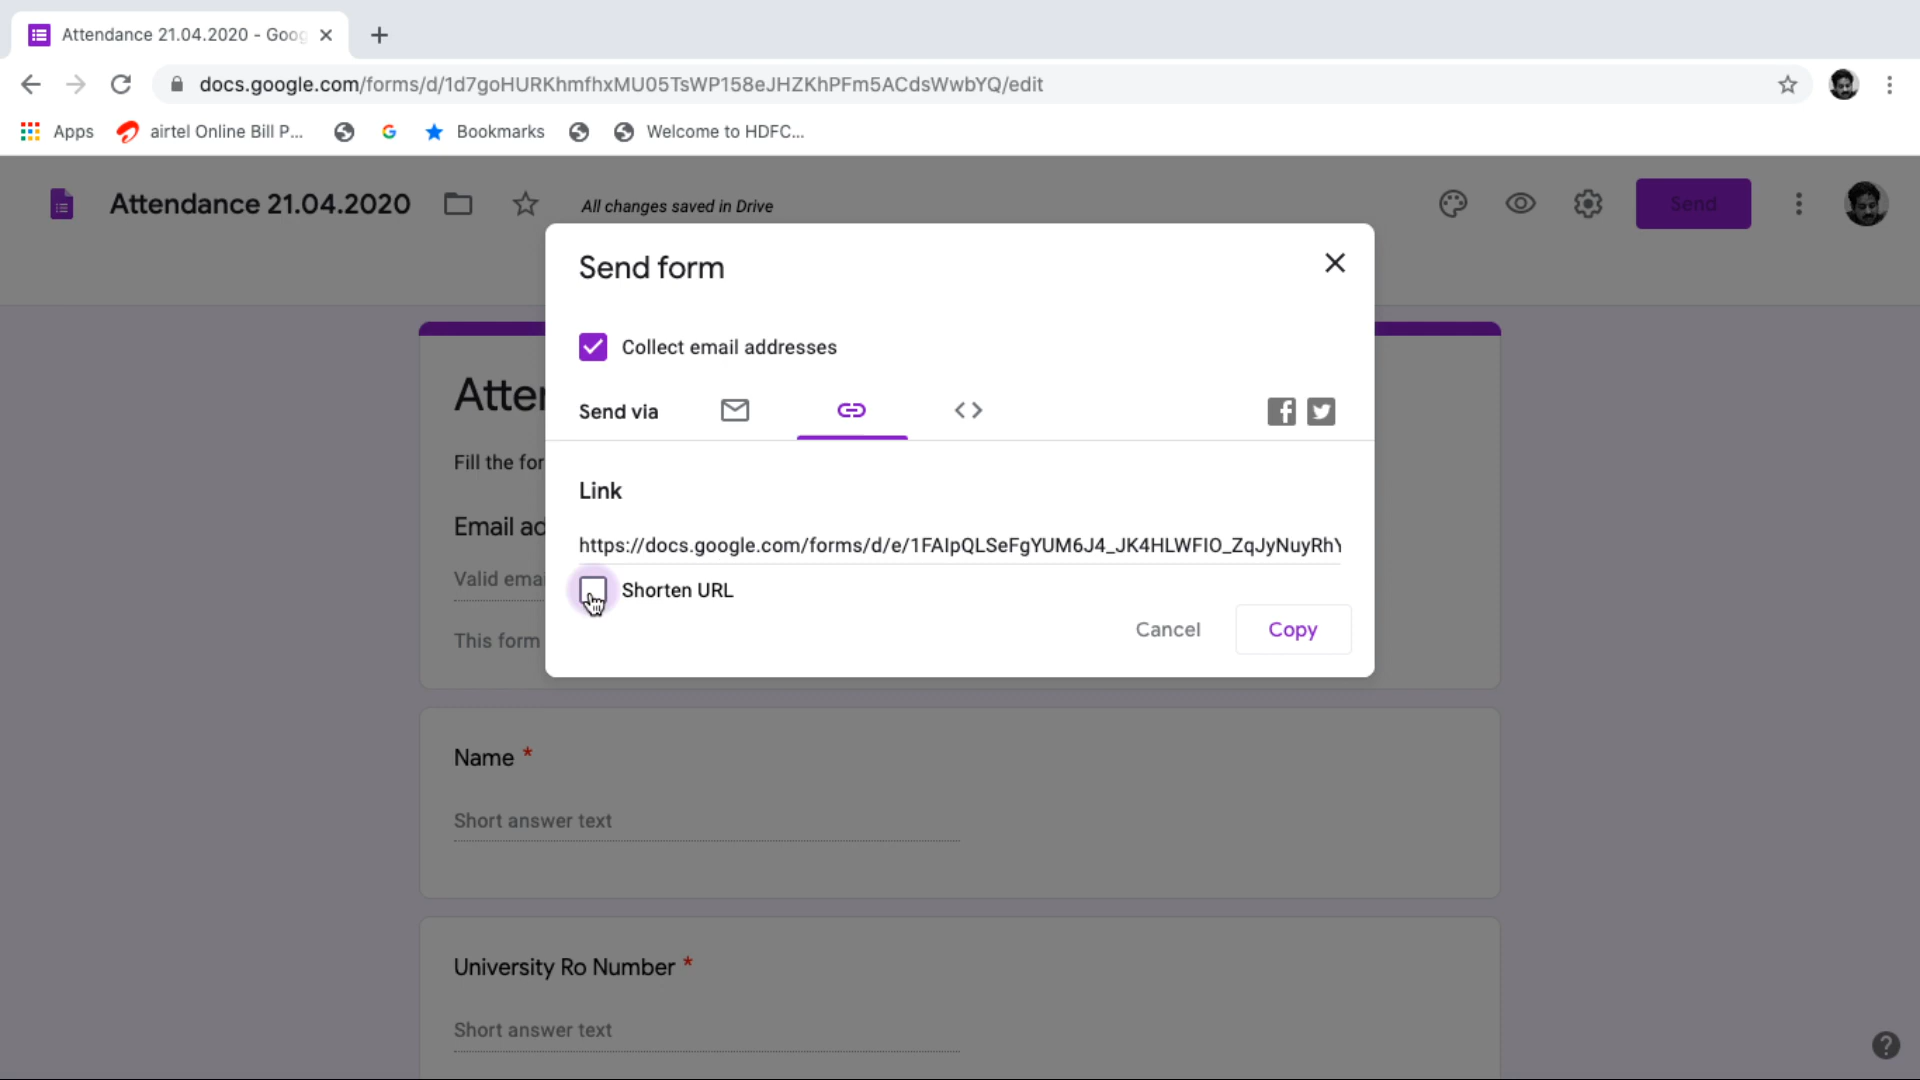 Attendance 21.04.2020 - Goog
docs.google.com/forms/d/1d7goHURKhmfhxMU05TsWP158eJHZKhPFm5ACdsWwbYQ/edit
Apps airtel Online Bill P... Bookmarks Welcome to HDFC...
Attendance 21.04.2020 All changes saved in Drive Send
Send form
Collect email addresses
Send via
Link
https://docs.google.com/forms/d/e/1FAIpQLSeFgYUM6J4_JK4HLWFIO_ZqJyNuyRhY
Shorten URL
Cancel Copy
Atten
Fill the for
Email ad
Valid emai
This form
Name *
Short answer text
University Ro Number *
Short answer text